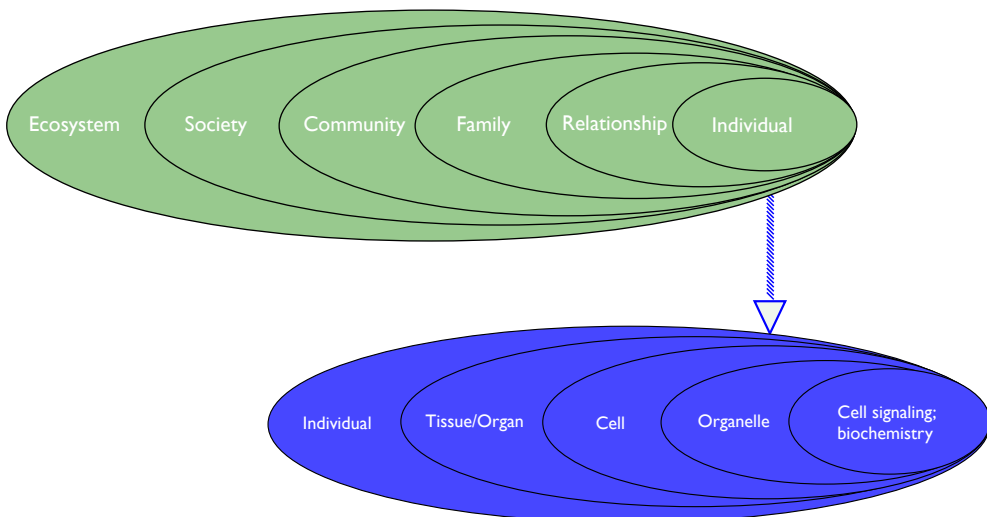 Ecosystem
Society
Community
Family
Relationship
Individual
Individual
Tissue/Organ
Cell
Organelle
Cell signaling;
biochemistry